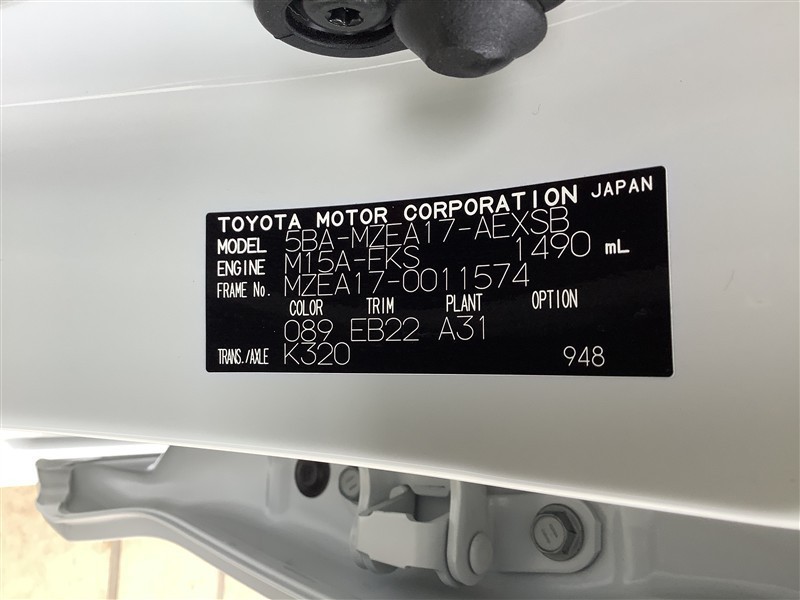 TOYOTA MOTOR CORPORATION JAPAN
MODEL 5BA-MZEA17-AEXSB
ENGINE M15A-FKS 1490 mL
FRAME No. MZEA17-0011574
COLOR TRIM PLANT OPTION
089 EB22 A31
TRANS./AXLE K320 948